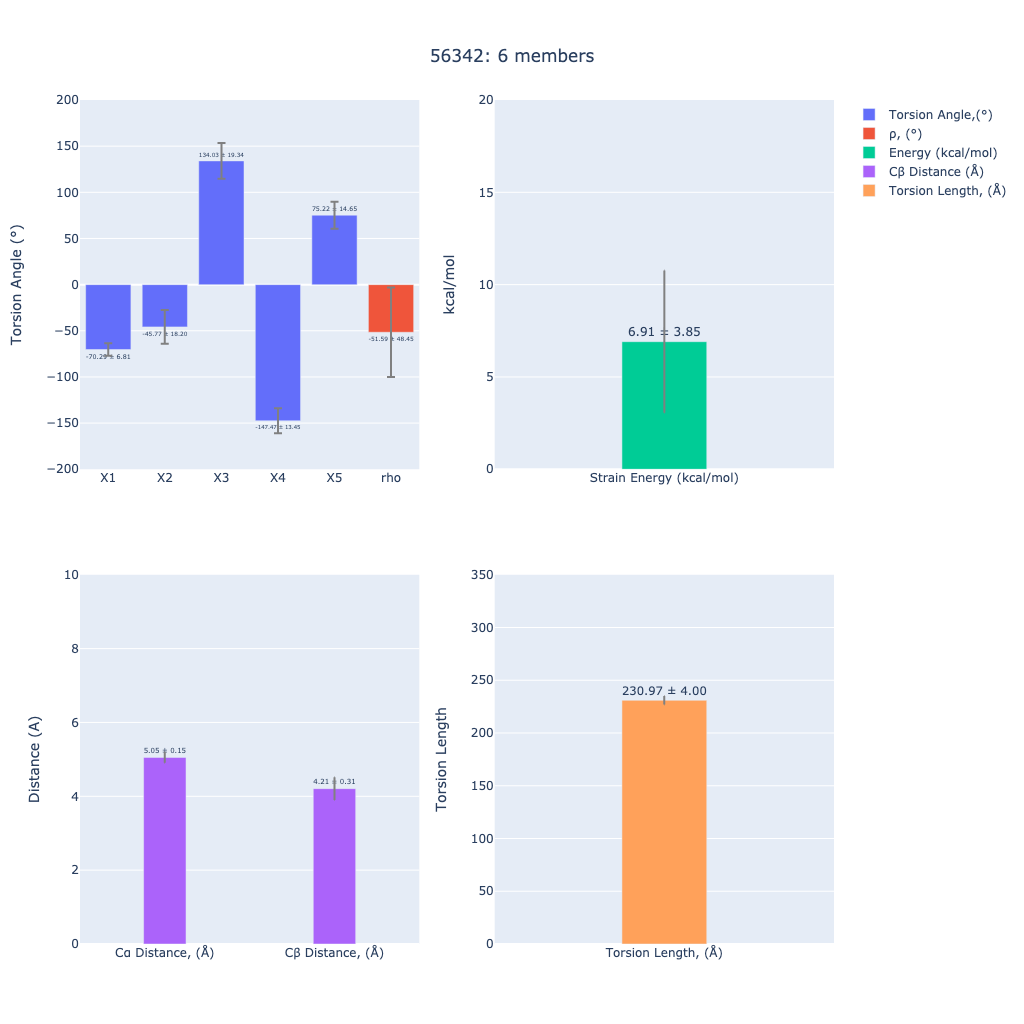 56342: 6 members
Torsion Angle (°)
200
150
100
50
0
−50
−100
−150
−200
-70.29 ± 6.81
-45.77 ± 18.20
134.03 ± 19.34
-147.47 ± 13.45
75.22 ± 14.65
-51.59 ± 48.45
X1 X2 X3 X4 X5 rho
kcal/mol
20
15
10
5
0
6.91 ± 3.85
Strain Energy (kcal/mol)
Torsion Angle,(°)
ρ, (°)
Energy (kcal/mol)
Cβ Distance (Å)
Torsion Length, (Å)
Distance (A)
10
8
6
4
2
0
5.05 ± 0.15
4.21 ± 0.31
Cα Distance, (Å) Cβ Distance, (Å)
Torsion Length
350
300
250
200
150
100
50
0
230.97 ± 4.00
Torsion Length, (Å)